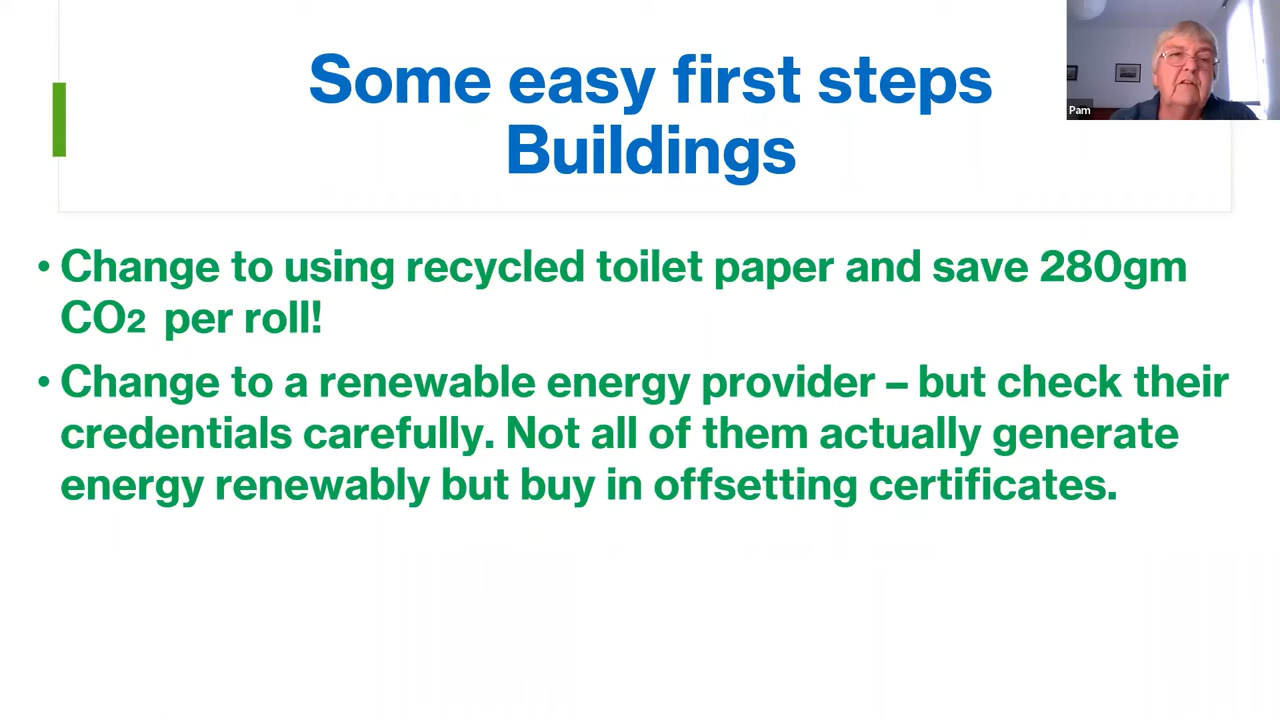 Some easy first steps
Buildings
Pam
• Change to using recycled toilet paper and save 280gm
CO2 per roll!
• Change to a renewable energy provider – but check their
credentials carefully. Not all of them actually generate
energy renewably but buy in offsetting certificates.